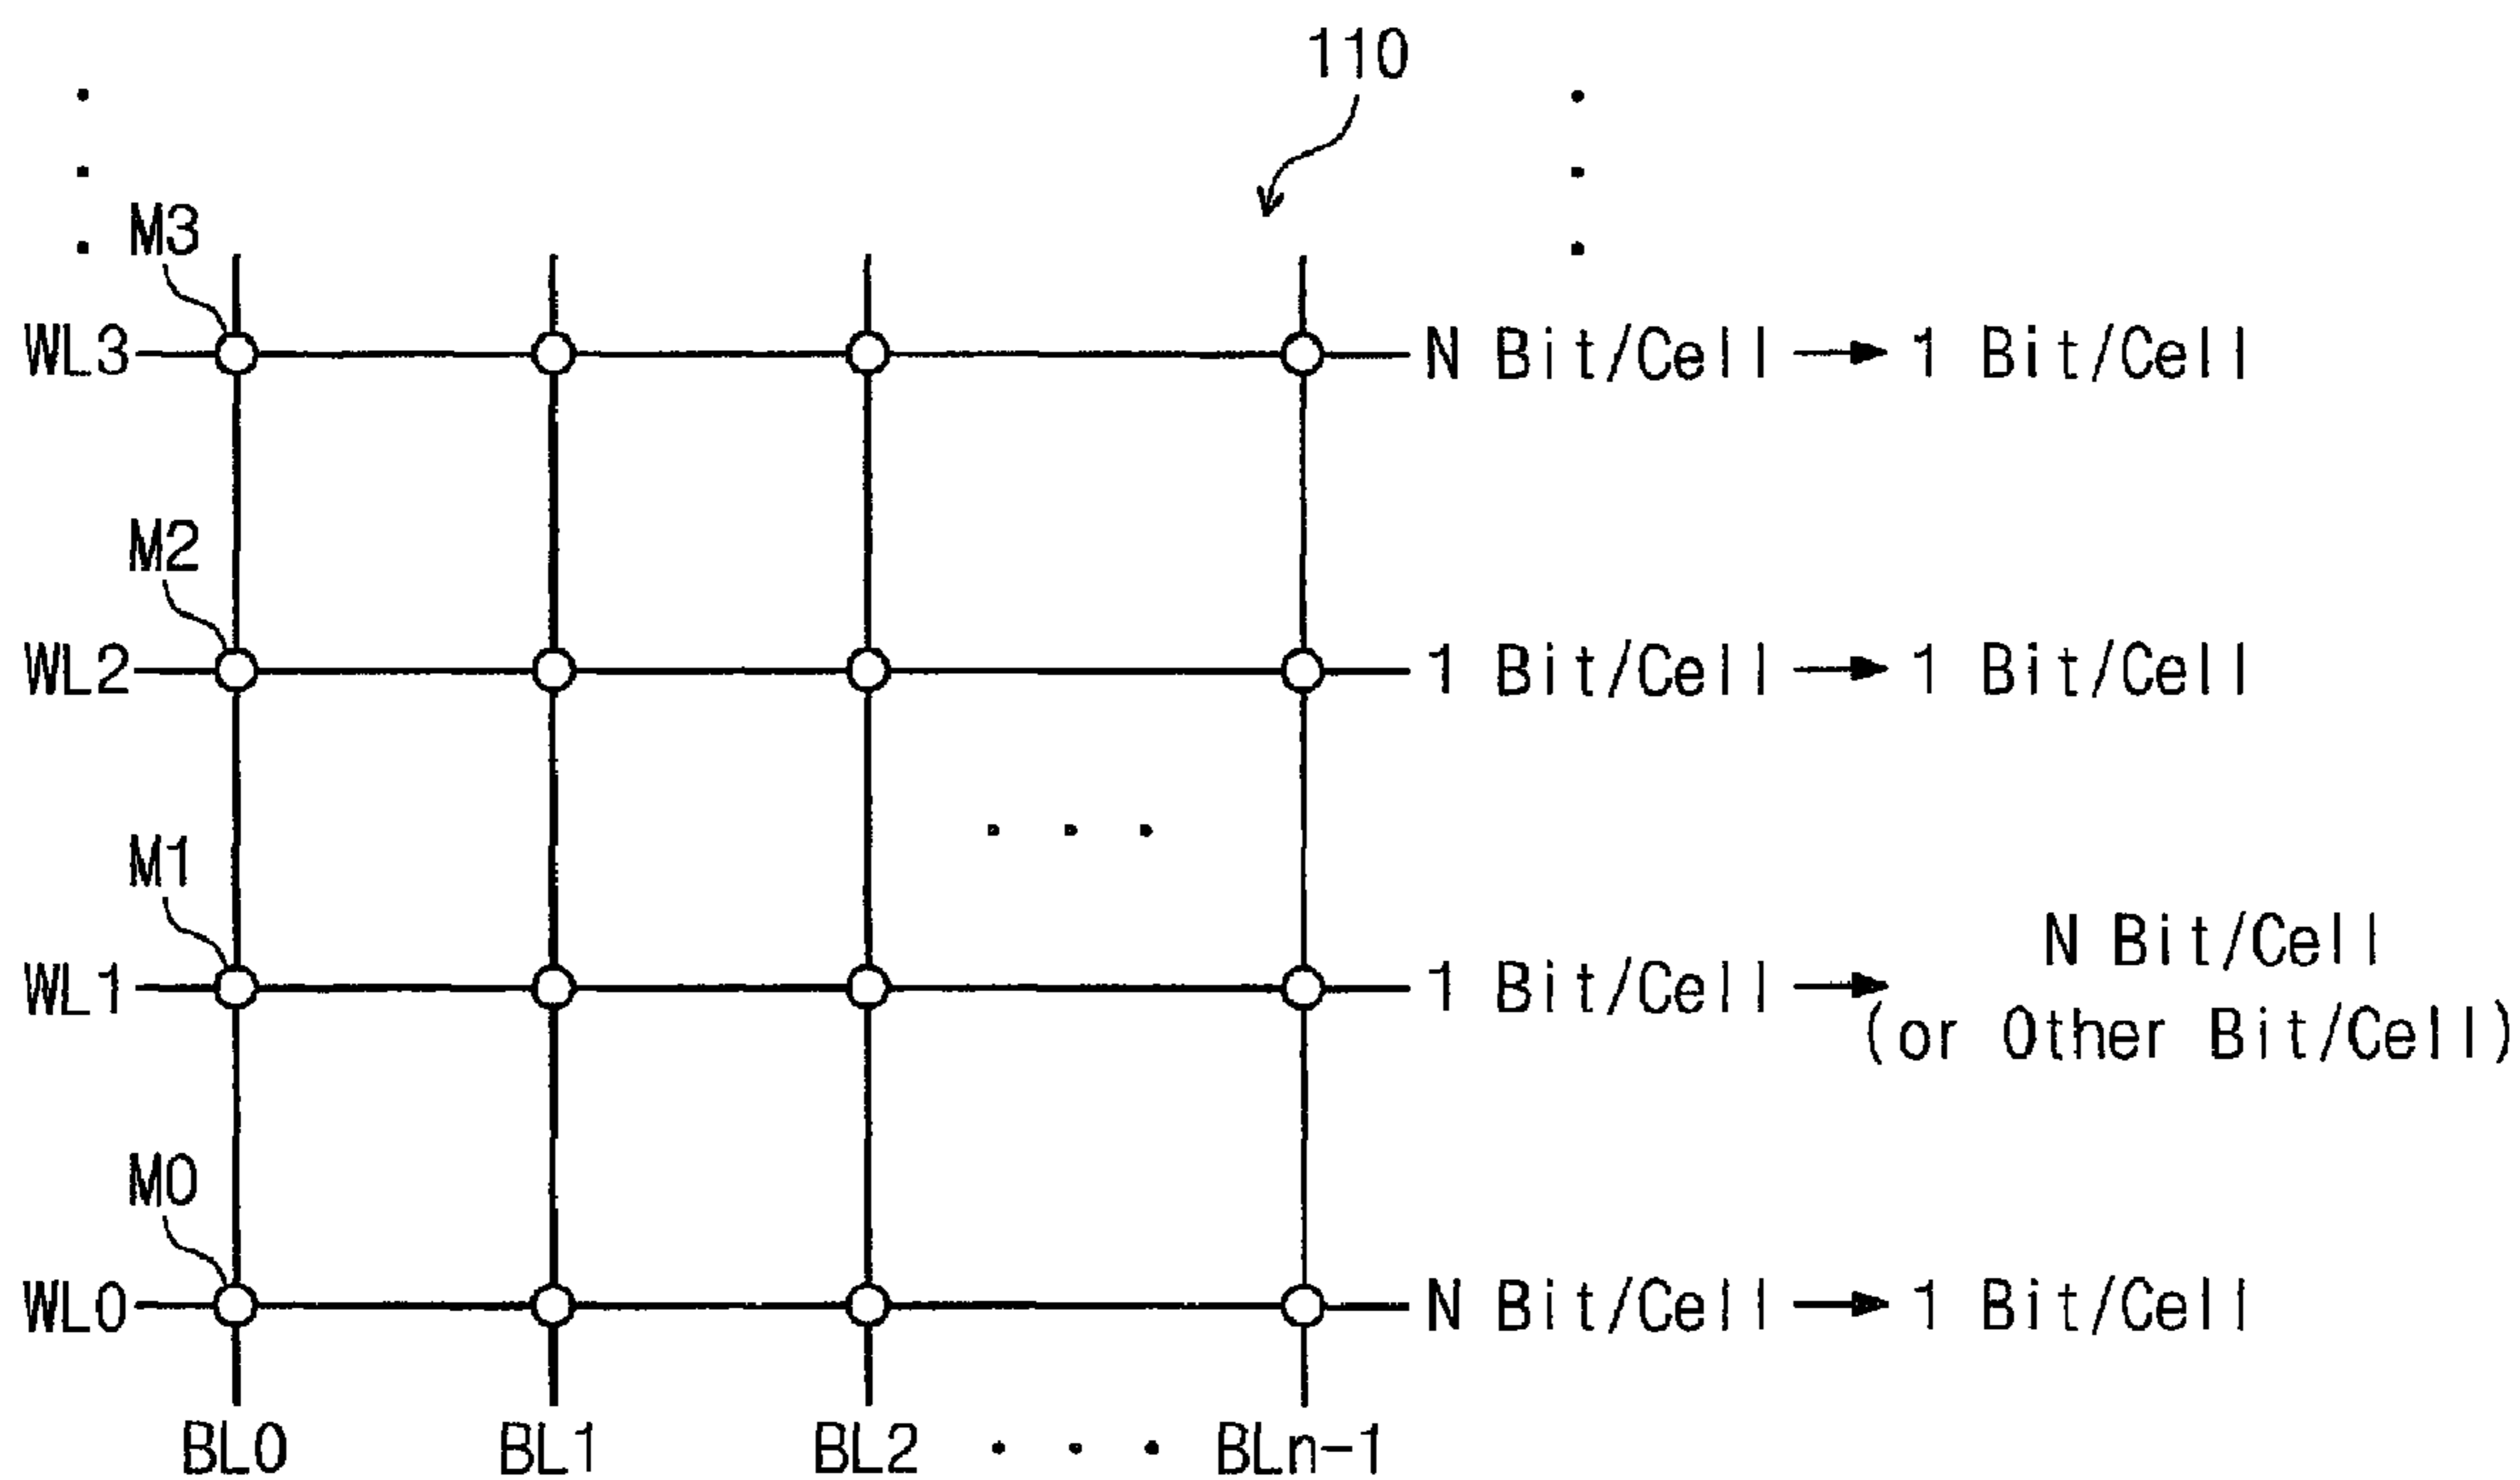 110
M3
WL3 N Bit/Cell → 1 Bit/Cell
M2
WL2 1 Bit/Cell → 1 Bit/Cell
M1
WL1 1 Bit/Cell → N Bit/Cell
(or Other Bit/Cell)
M0
WL0 N Bit/Cell → 1 Bit/Cell
BL0 BL1 BL2 · · · BLn-1